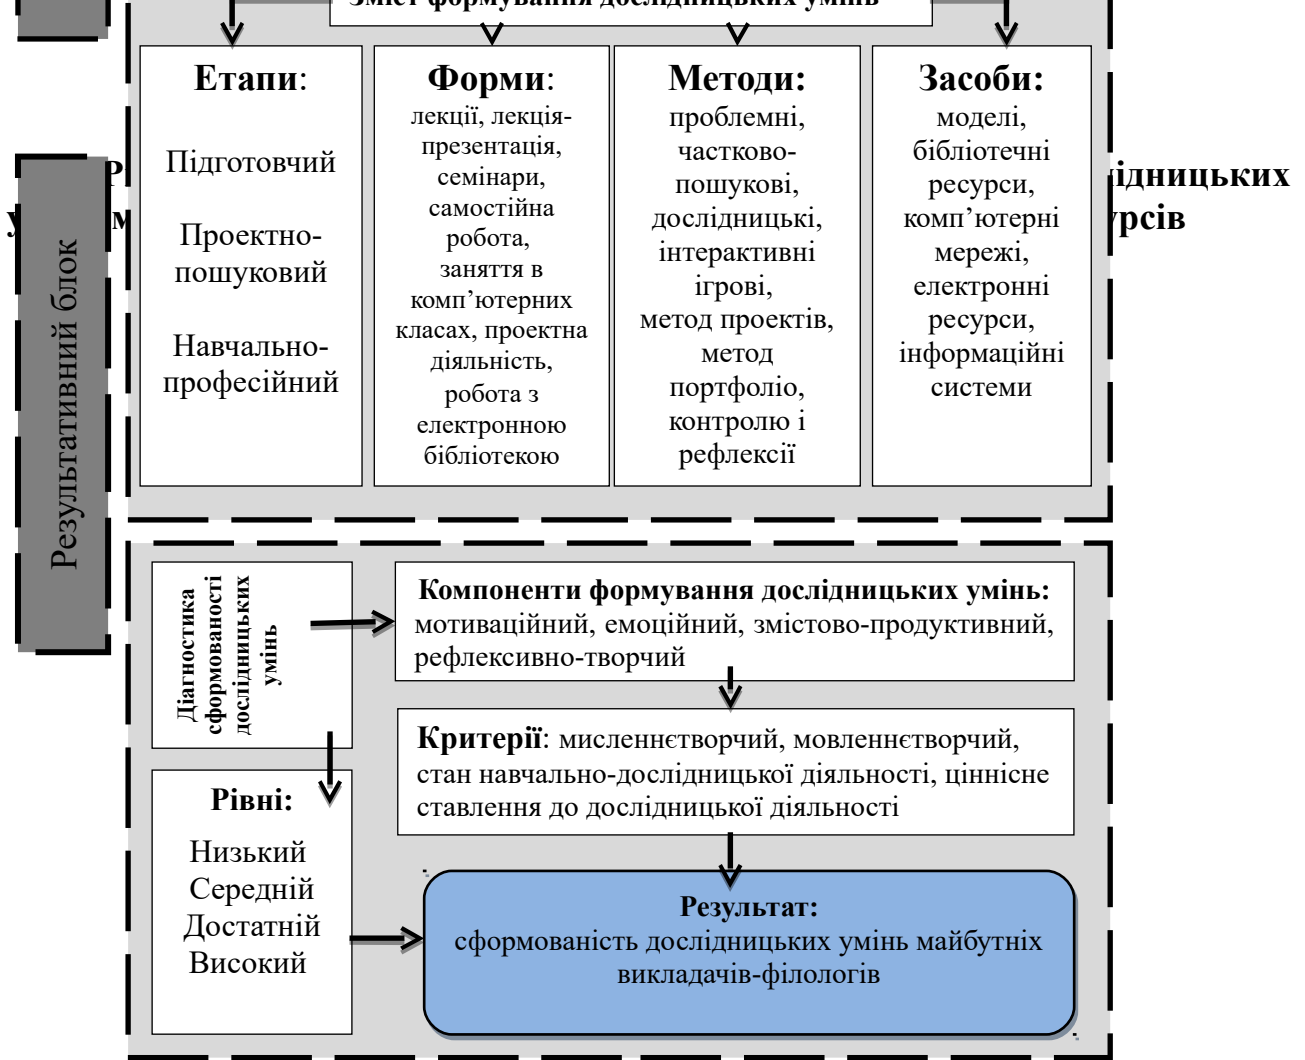 Зміст формування дослідницьких умінь
Етапи:
Підготовчий
Проектно-
пошуковий
Навчально-
професійний
Форми:
лекції, лекція-
презентація,
семінари,
самостійна
робота,
заняття в
комп’ютерних
класах, проектна
діяльність,
робота з
електронною
бібліотекою
Методи:
проблемні,
частково-
пошукові,
дослідницькі,
інтерактивні
ігрові,
метод проектів,
метод
портфоліо,
контролю і
рефлексії
Засоби:
моделі,
бібліотечні
ресурси,
комп’ютерні
мережі,
електронні
ресурси,
інформаційні
системи
ідницьких
урсів
Результативний блок
Діагностика
сформованості
дослідницьких
умінь
Компоненти формування дослідницьких умінь:
мотиваційний, емоційний, змістово-продуктивний,
рефлексивно-творчий
Критерії: мисленнєтворчий, мовленнєтворчий,
стан навчально-дослідницької діяльності, ціннісне
ставлення до дослідницької діяльності
Рівні:
Низький
Середній
Достатній
Високий
Результат:
сформованість дослідницьких умінь майбутніх
викладачів-філологів